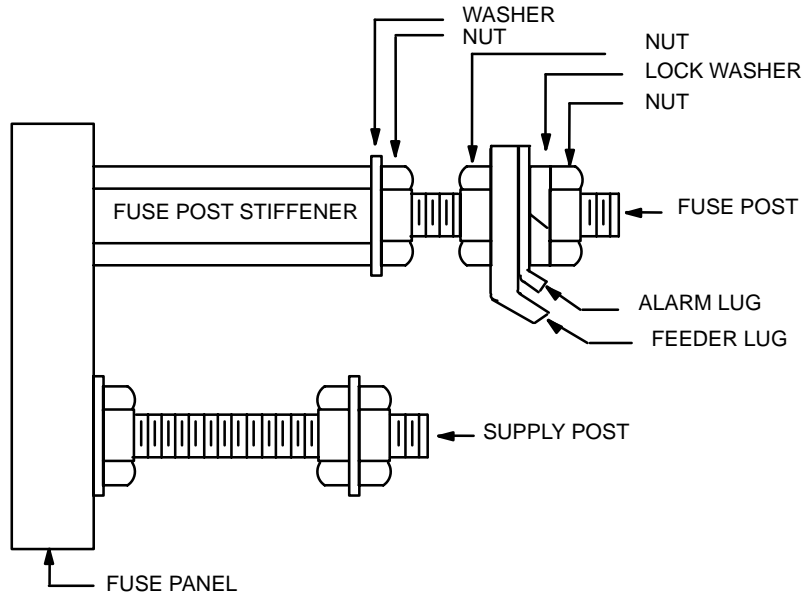 WASHER
NUT
NUT
LOCK WASHER
NUT
FUSE POST STIFFENER
FUSE POST
ALARM LUG
FEEDER LUG
SUPPLY POST
FUSE PANEL